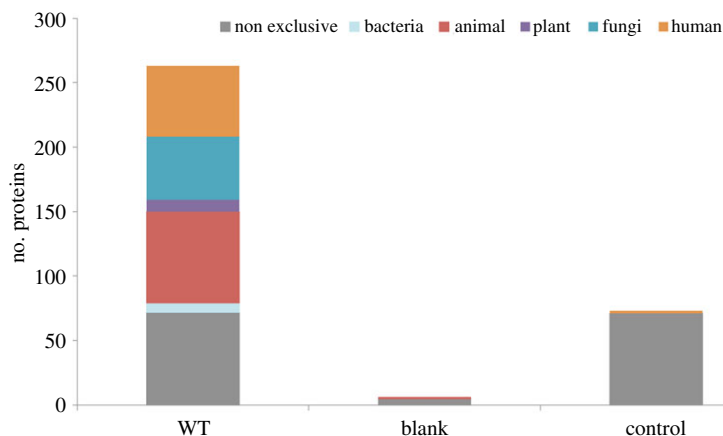 non exclusive bacteria animal plant fungi human
300
250
200
150
100
50
0
no. proteins
WT blank control